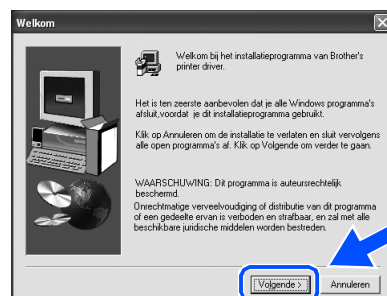 Welkom
Welkom bij het installatieprogramma van Brother's
printer driver.
Het is ten zeerste aanbevolen dat je alle Windows programma's
afsluit,voordat je dit installatieprogramma gebruikt.
Klik op Annuleren om de installatie te verlaten en sluit vervolgens
alle open programma's af. Klik op Volgende om verder te gaan.
WAARSCHUWING: Dit programma is auteursrechtelijk
beschermd.
Onrechtmatige verveelvoudiging of distributie van dit programma
of een gedeelte ervan is verboden en strafbaar, en zal met alle
beschikbare juridische middelen worden bestreden.
Volgende >
Annuleren